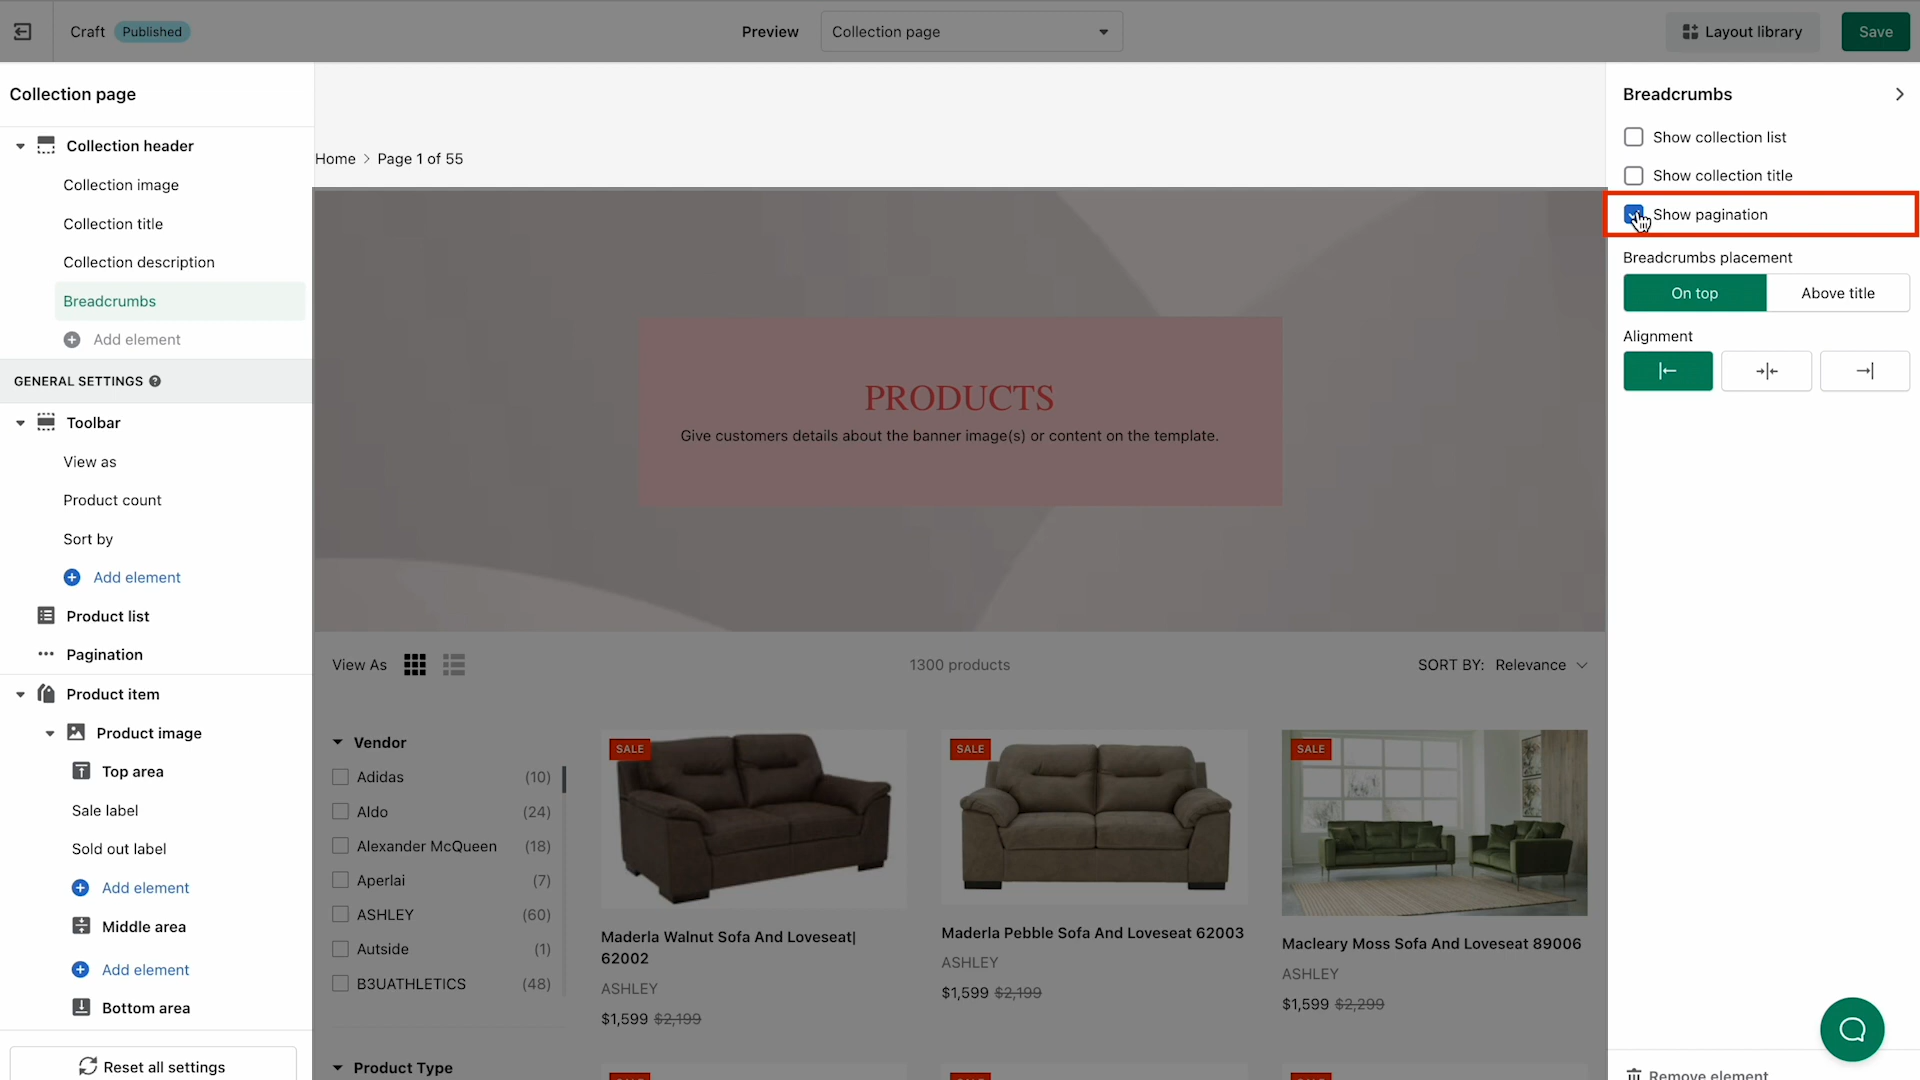 Craft Published
Preview Collection page
Layout library
Save
Collection page
Collection header
Collection image
Collection title
Collection description
Breadcrumbs
Add element
GENERAL SETTINGS
Toolbar
View as
Product count
Sort by
Add element
Product list
Pagination
Product item
Product image
Top area
Sale label
Sold out label
Add element
Middle area
Add element
Bottom area
Reset all settings
Home > Page 1 of 55
PRODUCTS
Give customers details about the banner image(s) or content on the template.
View As
1300 products
SORT BY: Relevance
Vendor
Adidas (10)
Aldo (24)
Alexander McQueen (18)
Aperlai (7)
ASHLEY (60)
Autside (1)
B3UATHLETICS (48)
Product Type
SALE
Maderla Walnut Sofa And Loveseat|
62002
ASHLEY
$1,599 $2,199
SALE
Maderla Pebble Sofa And Loveseat 62003
ASHLEY
$1,599 $2,199
SALE
Macleary Moss Sofa And Loveseat 89006
ASHLEY
$1,599 $2,299
Breadcrumbs
Show collection list
Show collection title
Show pagination
Breadcrumbs placement
On top
Above title
Alignment
Remove element